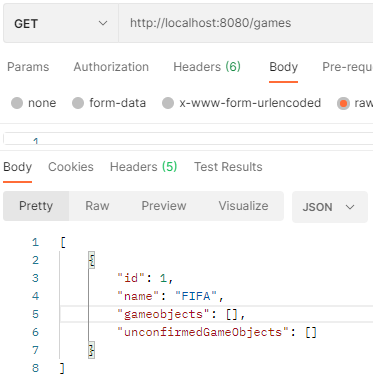 GET http://localhost:8080/games
Params Authorization Headers (6) Body Pre-requ
none form-data x-www-form-urlencoded raw
1
Body Cookies Headers (5) Test Results
Pretty Raw Preview Visualize JSON
1 [
2 {
3 "id": 1,
4 "name": "FIFA",
5 "gameobjects": [],
6 "unconfirmedGameObjects": []
7 }
8 ]